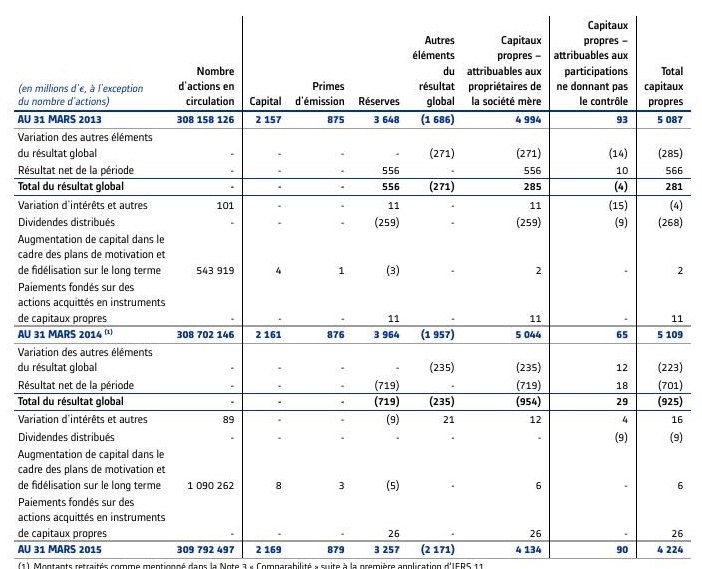 (en millions d'€, à l'exception du nombre d'actions) Nombre d'actions en circulation Capital Primes d'émission Réserves Autres éléments du résultat global Capitaux propres – attribuables aux propriétaires de la société mère Capitaux propres – attribuables aux participations ne donnant pas le contrôle Total capitaux propres
AU 31 MARS 2013 308 158 126 2 157 875 3 648 (1 686) 4 994 93 5 087
Variation des autres éléments
du résultat global - - - - (271) (271) (14) (285)
Résultat net de la période - - - 556 - 556 10 566
Total du résultat global - - - 556 (271) 285 (4) 281
Variation d'intérêts et autres 101 - - 11 - 11 (15) (4)
Dividendes distribués - - - (259) - (259) (9) (268)
Augmentation de capital dans le
cadre des plans de motivation et
de fidélisation sur le long terme 543 919 4 1 (3) - 2 - 2
Paiements fondés sur des
actions acquittés en instruments
de capitaux propres - - - 11 - 11 - 11
AU 31 MARS 2014 (1) 308 702 146 2 161 876 3 964 (1 957) 5 044 65 5 109
Variation des autres éléments
du résultat global - - - - (235) (235) 12 (223)
Résultat net de la période - - - (719) - (719) 18 (701)
Total du résultat global - - - (719) (235) (954) 29 (925)
Variation d'intérêts et autres 89 - - (9) 21 12 4 16
Dividendes distribués - - - - - - (9) (9)
Augmentation de capital dans le
cadre des plans de motivation et
de fidélisation sur le long terme 1 090 262 8 3 (5) - 6 - 6
Paiements fondés sur des
actions acquittés en instruments
de capitaux propres - - - 26 - 26 - 26
AU 31 MARS 2015 309 792 497 2 169 879 3 257 (2 171) 4 134 90 4 224
(1) Montants retraités comme mentionné dans la Note 3 « Comparabilité » suite à la première application d'IFRS 11.